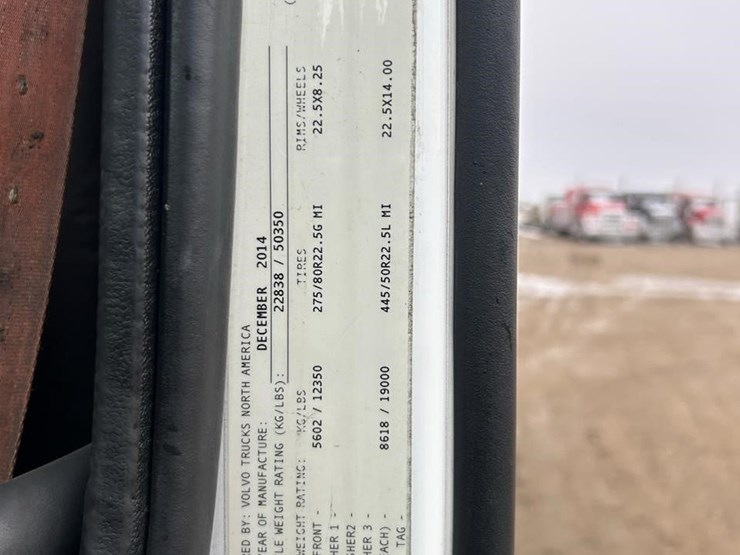 ED BY: VOLVO TRUCKS NORTH AMERICA
YEAR OF MANUFACTURE: DECEMBER 2014
LE WEIGHT RATING (KG/LBS): 22838 / 50350
WEIGHT RATING: KG/LBS TIRES RIMS/WHEELS
FRONT - 5602 / 12350 275/80R22.5G MI 22.5X8.25
HER 1 -
HER2 -
HER 3 -
ACH) - 8618 / 19000 445/50R22.5L MI 22.5X14.00
TAG -